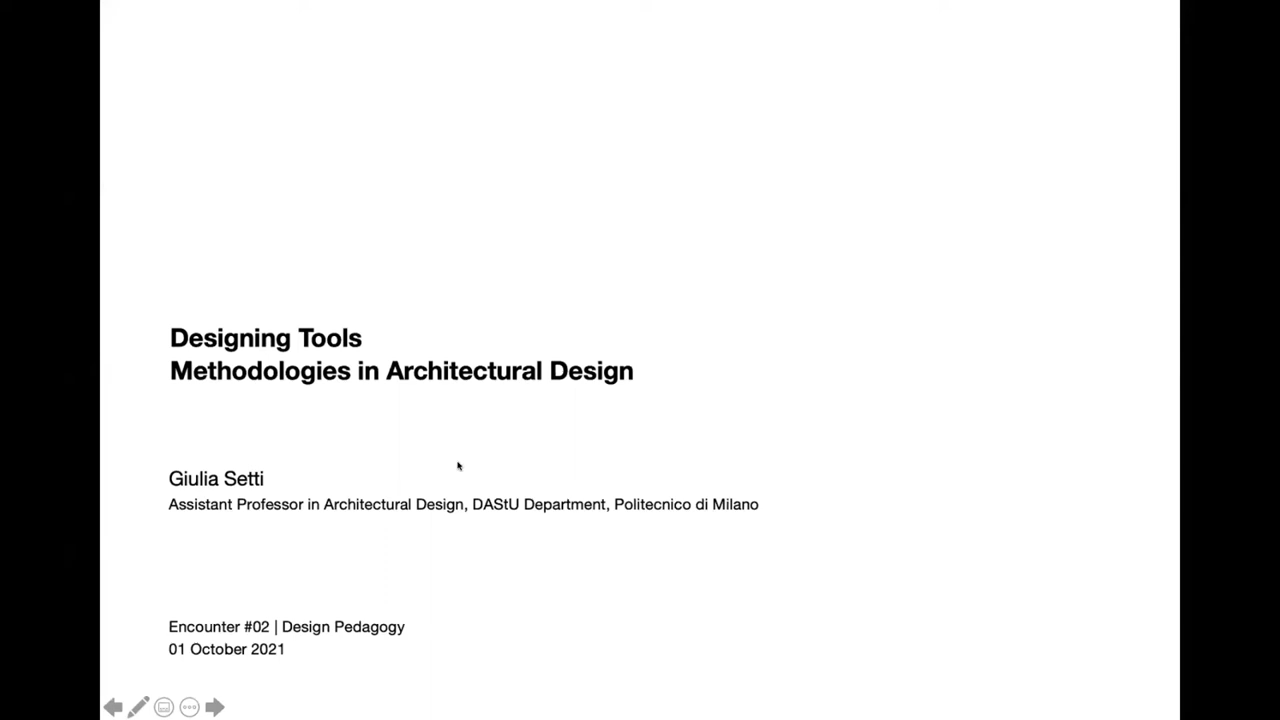 Designing Tools
Methodologies in Architectural Design
Giulia Setti
Assistant Professor in Architectural Design, DAStU Department, Politecnico di Milano
Encounter #02 | Design Pedagogy
01 October 2021